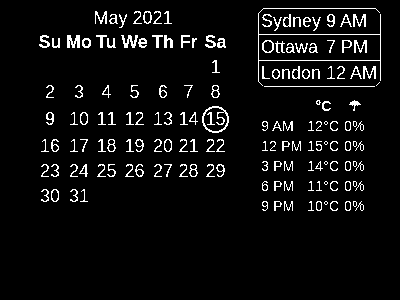 May 2021
Su Mo Tu We Th Fr Sa
1
2 3 4 5 6 7 8
9 10 11 12 13 14 15
16 17 18 19 20 21 22
23 24 25 26 27 28 29
30 31
Sydney 9 AM
Ottawa 7 PM
London 12 AM
°C ☂
9 AM 12°C 0%
12 PM 15°C 0%
3 PM 14°C 0%
6 PM 11°C 0%
9 PM 10°C 0%